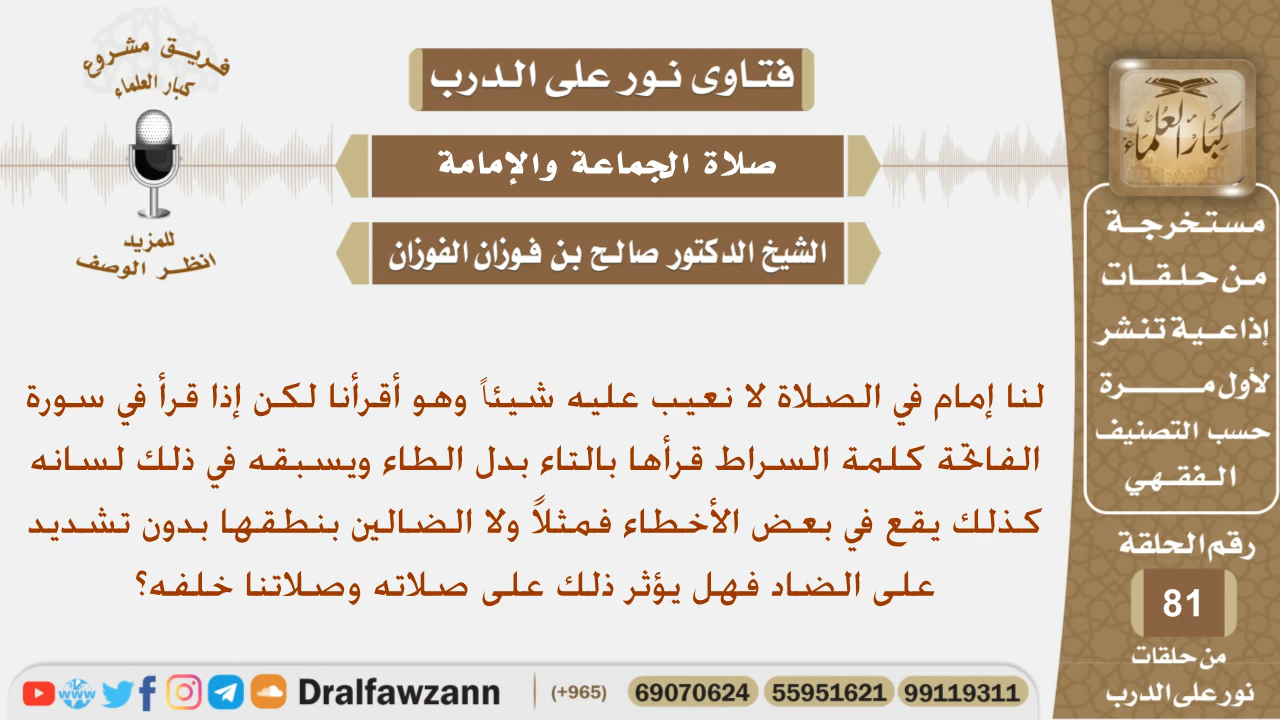 فريق مشروع
كبار العلماء
للمزيد
انظر الوصف
فتاوى نور على الدرب
صلاة الجماعة والإمامة
الشيخ الدكتور صالح بن فوزان الفوزان
لنا إمام في الصلاة لا نعيب عليه شيئاً وهو أقرأنا لكن إذا قرأ في سورة
الفاتحة كلمة السراط قرأها بالتاء بدل الطاء ويسبقه في ذلك لسانه
كذلك يقع في بعض الأخطاء فمثلاً ولا الضالين بنطقها بدون تشديد
على الضاد فهل يؤثر ذلك على صلاته وصلاتنا خلفه؟
كبار العلماء
مستخرجة
من حلقات
إذاعية تنشر
لأول مرة
حسب التصنيف
الفقهي
رقم الحلقة
81
من حلقات
نور على الدرب
www Dralfawzann (+965) 69070624 55951621 99119311